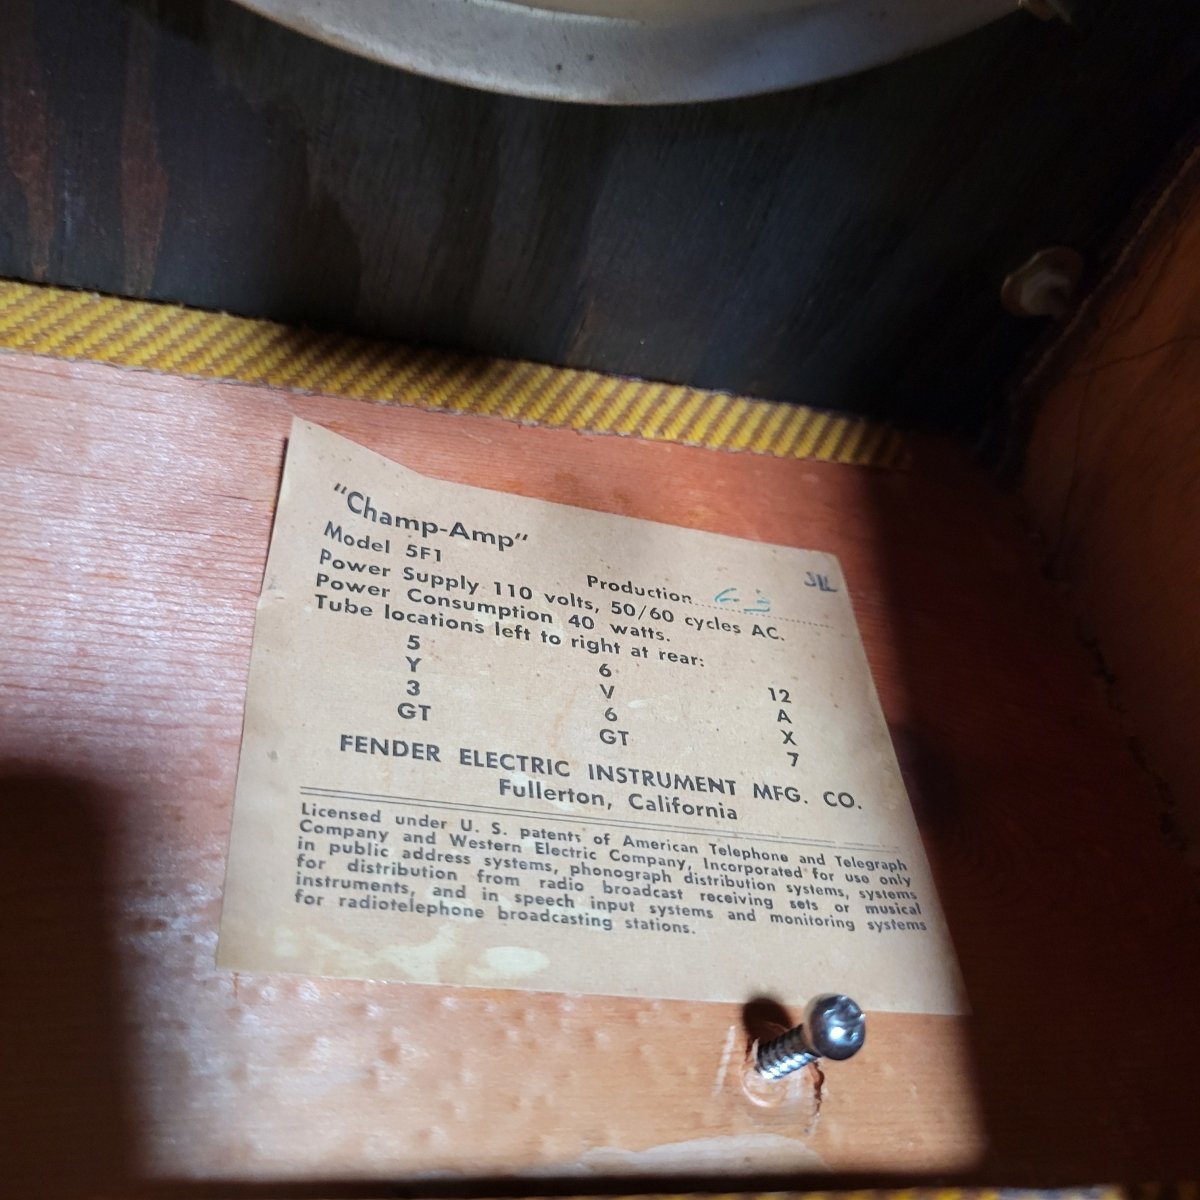 "Champ-Amp"
JLL
Model 5F1 Production
Power Supply 110 volts, 50/60 cycles AC.
Power Consumption 40 watts.
Tube locations left to right at rear:
5 6 12
Y V A
3 6 X
GT GT 7
FENDER ELECTRIC INSTRUMENT MFG. CO.
Fullerton, California
Licensed under U. S. patents of American Telephone and Telegraph
Company and Western Electric Company, Incorporated for use only
in public address systems, phonograph distribution systems, systems
for distribution from radio broadcast receiving sets or musical
instruments, and in speech input systems and monitoring systems
for radiotelephone broadcasting stations.